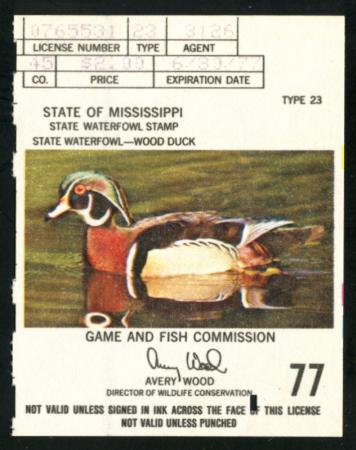 0765531 23 3126
LICENSE NUMBER TYPE AGENT
45 $2.00 6/30/77
CO. PRICE EXPIRATION DATE
TYPE 23
STATE OF MISSISSIPPI
STATE WATERFOWL STAMP
STATE WATERFOWL—WOOD DUCK
GAME AND FISH COMMISSION
Avery Wood
AVERY WOOD
DIRECTOR OF WILDLIFE CONSERVATION
77
NOT VALID UNLESS SIGNED IN INK ACROSS THE FACE OF THIS LICENSE
NOT VALID UNLESS PUNCHED